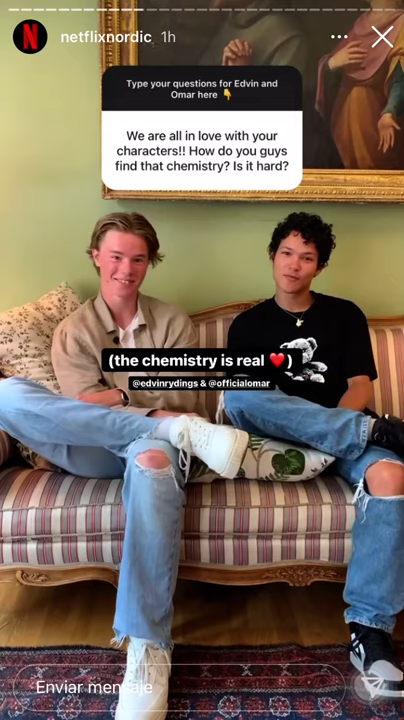 netflixnordic 1h
Type your questions for Edvin and
Omar here 👇
We are all in love with your
characters!! How do you guys
find that chemistry? Is it hard?
(the chemistry is real ❤️)
@edvinrydings & @officialomar
Enviar mensaje